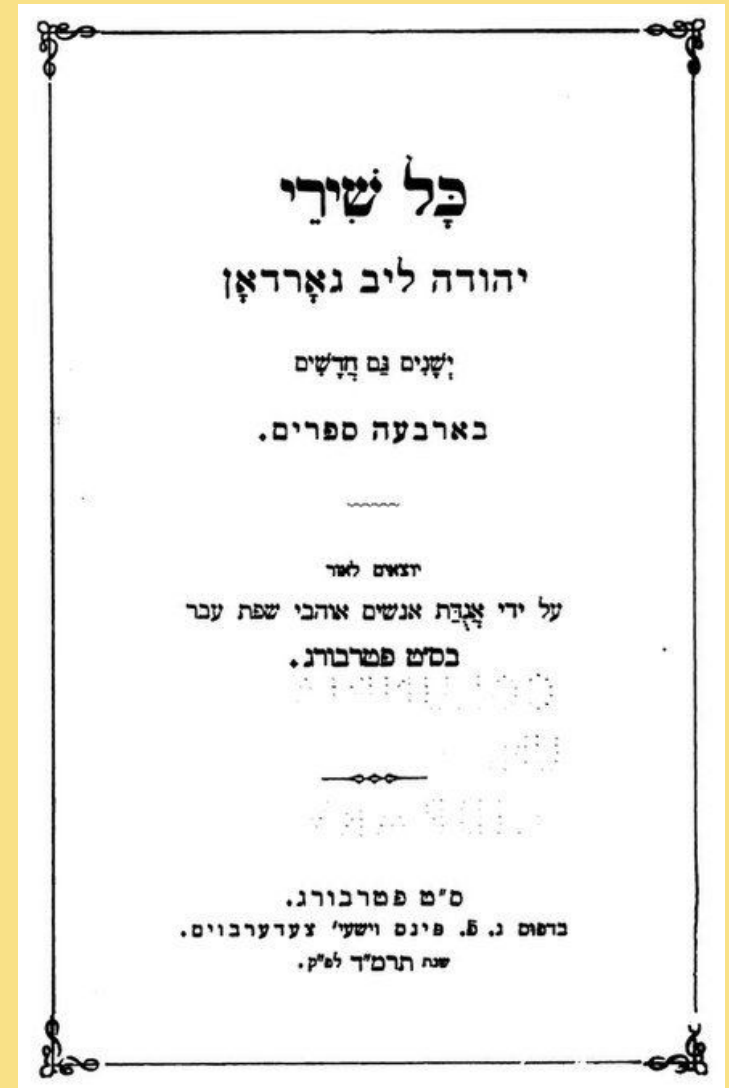 כָּל שִׁירֵי
יהודה ליב גאָרדאָן
יְשָׁנִים גַּם חֲדָשִׁים
בארבעה ספרים.
יוצאים לאור
על ידי אֲגֻדַּת אנשים אוהבי שפת עבר
בס״ט פטרבורג.
ס״ט פטרבורג.
בדפוס ג. פ. פינס וישעי׳ צעדערבוים.
שנת תרמ״ד לפ״ק.